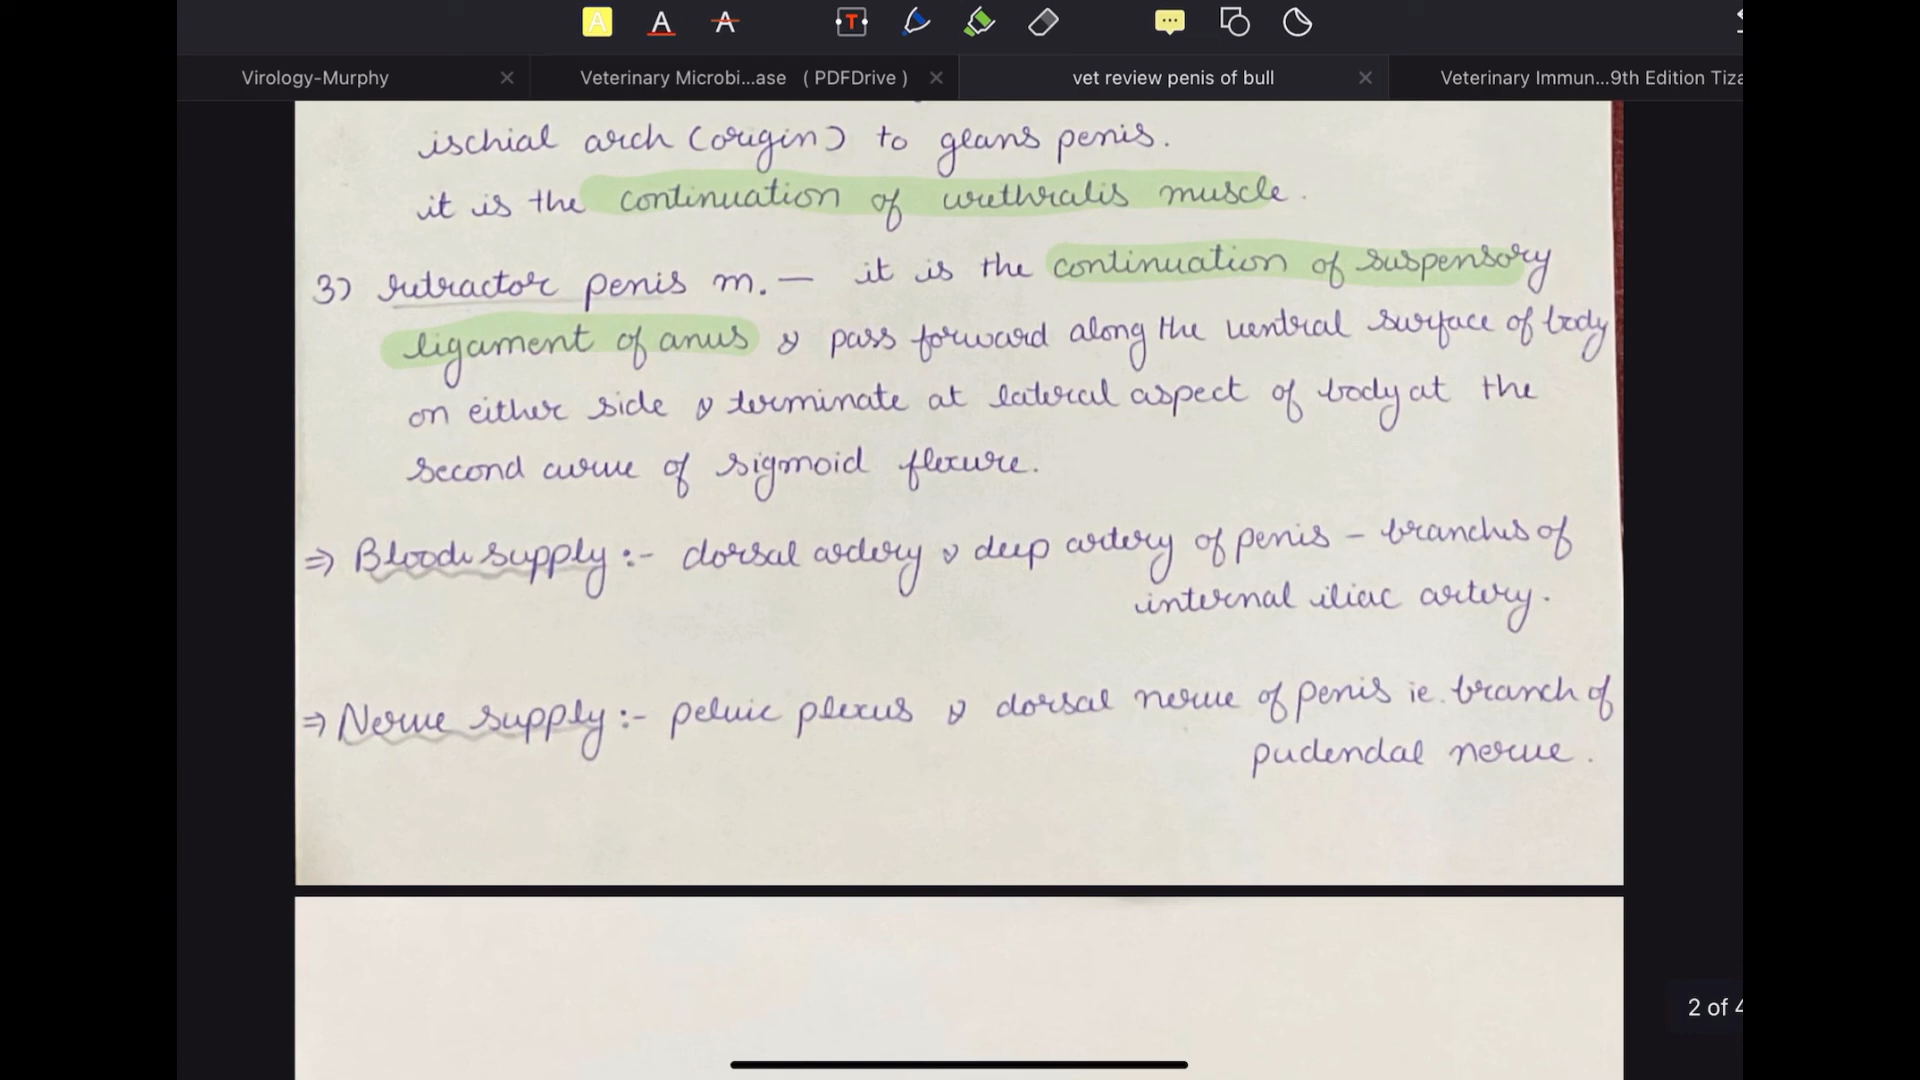 A A A T
Virology-Murphy
Veterinary Microbi...ase ( PDFDrive )
vet review penis of bull
Veterinary Immun...9th Edition Tiza
ischial arch (origin) to glans penis.
it is the continuation of urethralis muscle.
3) retractor penis m. — it is the continuation of suspensory
ligament of anus & pass forward along the ventral surface of body
on either side & terminate at lateral aspect of body at the
second curve of sigmoid flexure.
⇒ Blood supply :- dorsal artery & deep artery of penis - branches of
internal iliac artery.
⇒ Nerve supply :- pelvic plexus & dorsal nerve of penis ie. branch of
pudendal nerve.
2 of 4